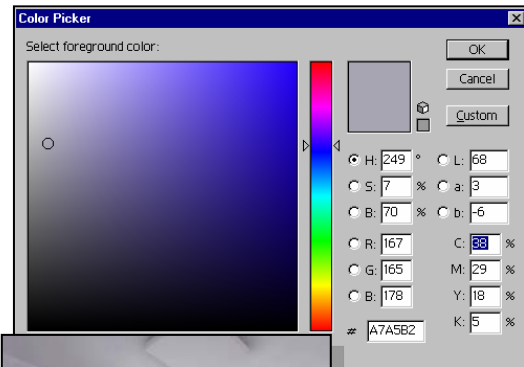 Color Picker
Select foreground color:
OK
Cancel
Custom
H: 249 ° L: 68
S: 7 % a: 3
B: 70 % b: -6
R: 167 C: 38 %
G: 165 M: 29 %
B: 178 Y: 18 %
# A7A5B2 K: 5 %